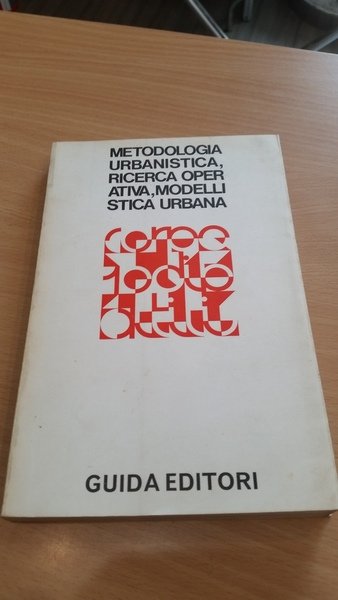 METODOLOGIA
URBANISTICA,
RICERCA OPER
ATIVA, MODELLI
STICA URBANA
GUIDA EDITORI